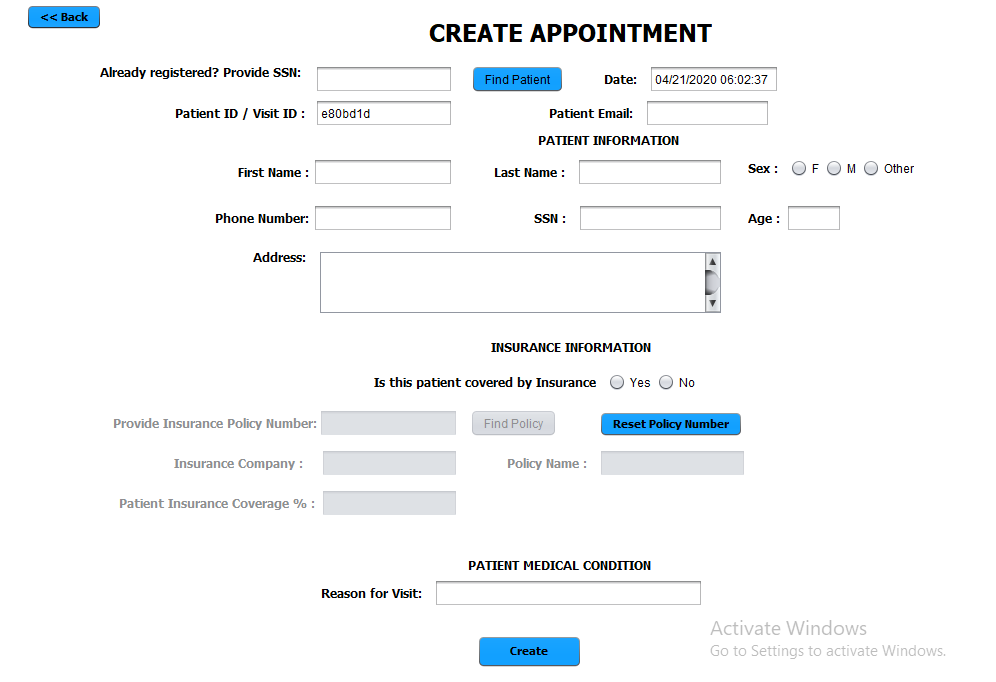 << Back
CREATE APPOINTMENT
Already registered? Provide SSN: Find Patient Date: 04/21/2020 06:02:37
Patient ID / Visit ID : e80bd1d Patient Email:
PATIENT INFORMATION
First Name : Last Name : Sex : F M Other
Phone Number: SSN : Age :
Address:
INSURANCE INFORMATION
Is this patient covered by Insurance Yes No
Provide Insurance Policy Number: Find Policy Reset Policy Number
Insurance Company : Policy Name :
Patient Insurance Coverage % :
PATIENT MEDICAL CONDITION
Reason for Visit:
Create
Activate Windows
Go to Settings to activate Windows.